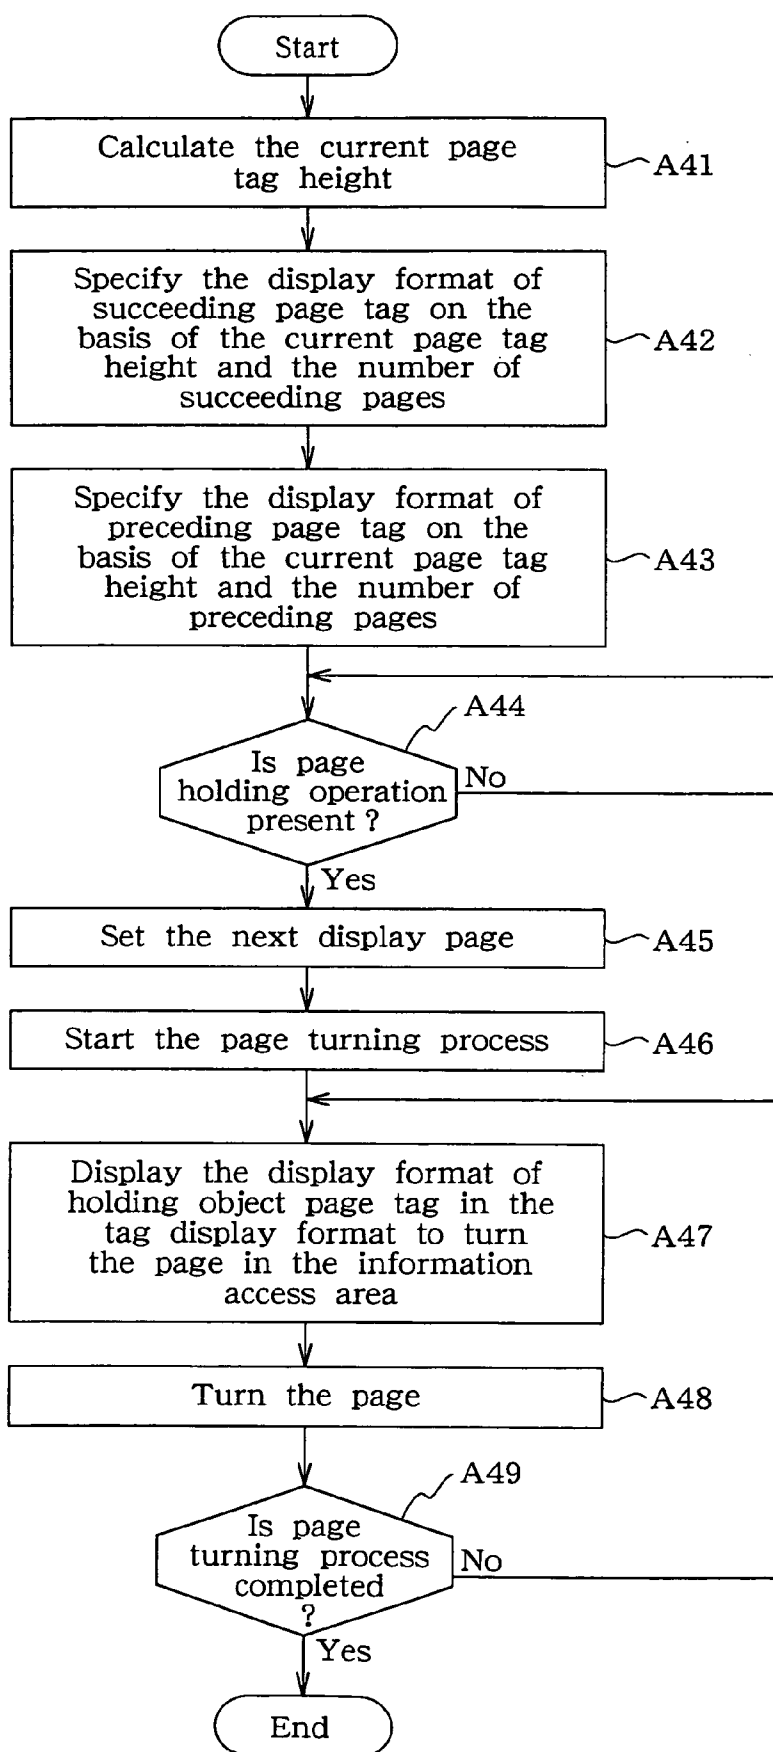 Start
Calculate the current page
tag height
A41
Specify the display format of
succeeding page tag on the
basis of the current page tag
height and the number of
succeeding pages
A42
Specify the display format of
preceding page tag on the
basis of the current page tag
height and the number of
preceding pages
A43
A44
Is page
holding operation
present ?
No
Yes
Set the next display page
A45
Start the page turning process
A46
Display the display format of
holding object page tag in the
tag display format to turn
the page in the information
access area
A47
Turn the page
A48
A49
Is page
turning process
completed
?
No
Yes
End